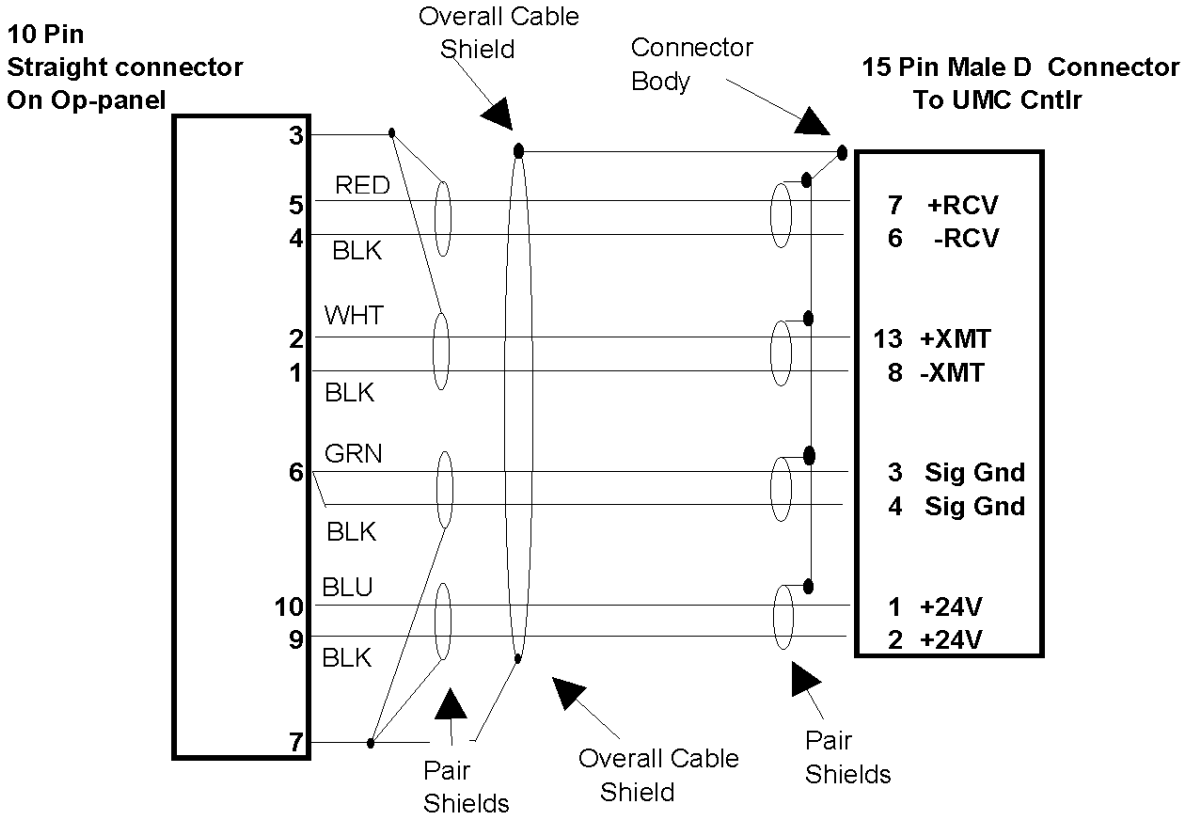 10 Pin
Straight connector
On Op-panel
Overall Cable
Shield
Connector
Body
15 Pin Male D Connector
To UMC Cntlr
3
RED
5
7 +RCV
4
6 -RCV
BLK
WHT
2
13 +XMT
1
8 -XMT
BLK
GRN
6
3 Sig Gnd
4 Sig Gnd
BLK
BLU
10
1 +24V
9
2 +24V
BLK
7
Pair
Shields
Overall Cable
Shield
Pair
Shields